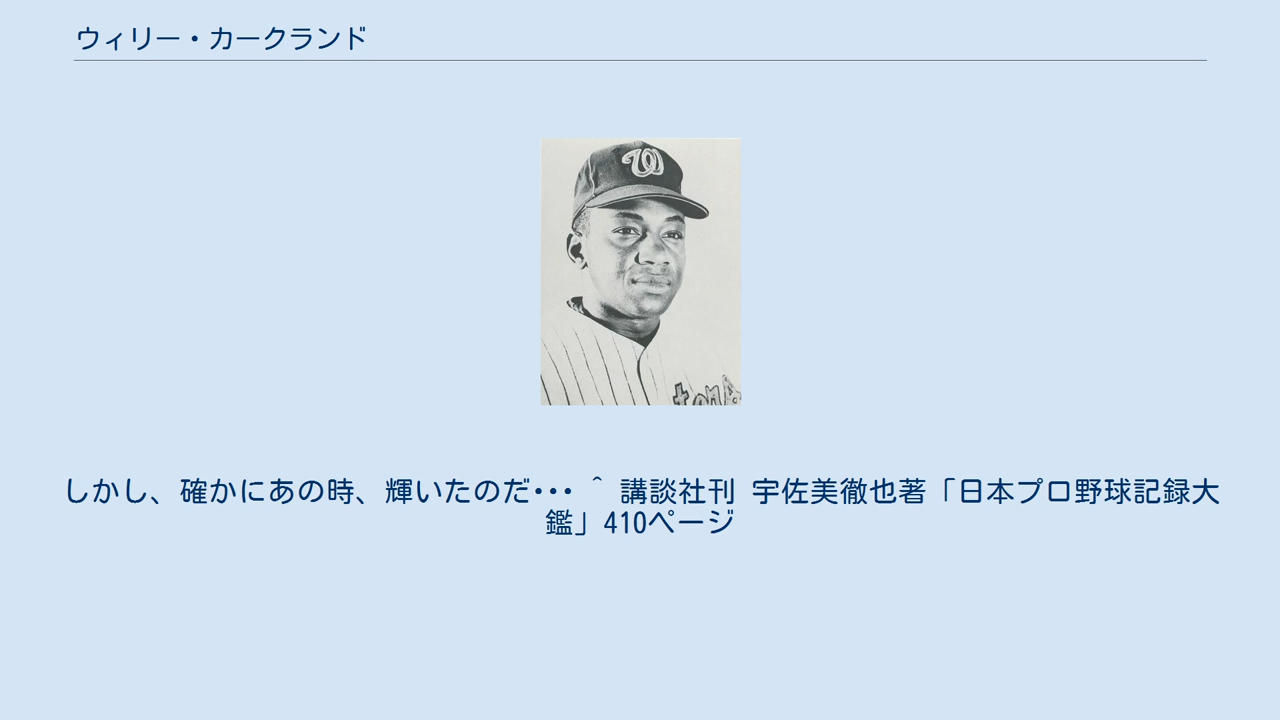 ウィリー・カークランド
W
tons
しかし、確かにあの時、輝いたのだ･･･ ^ 講談社刊 宇佐美徹也著「日本プロ野球記録大
鑑」410ページ